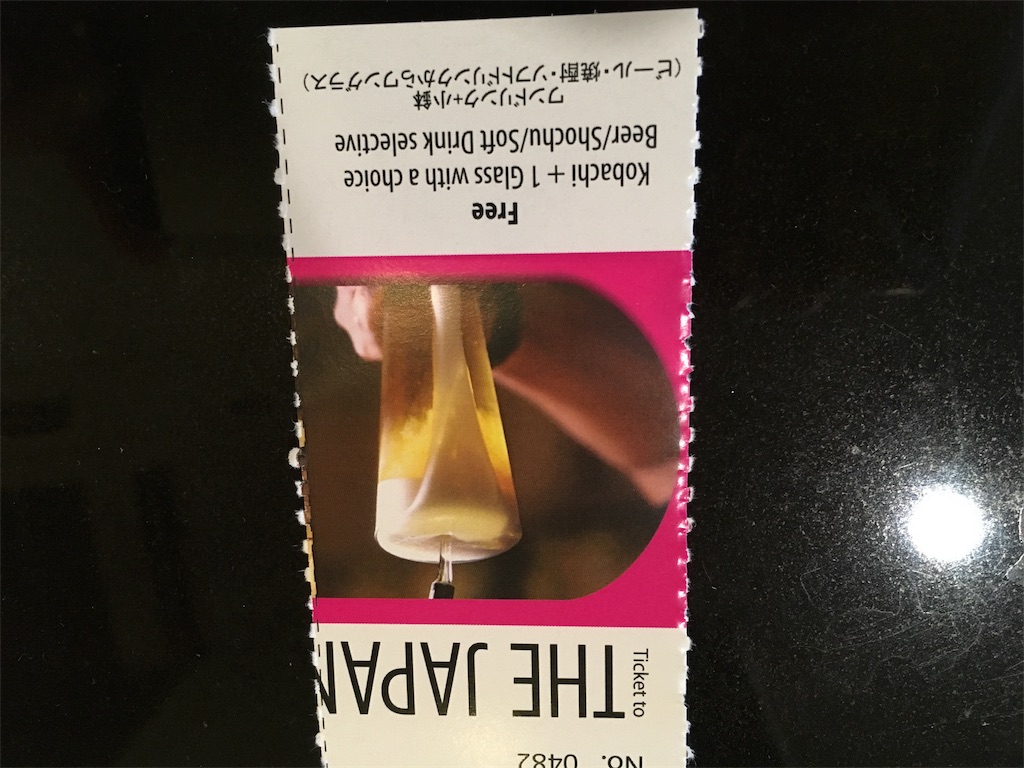 No. 0482
Ticket to
THE JAPAN
Free
Kobachi + 1 Glass with a choice
Beer/Shochu/Soft Drink selective
ワンドリンク+小鉢
(ビール・焼酎・ソフトドリンクからワングラス)